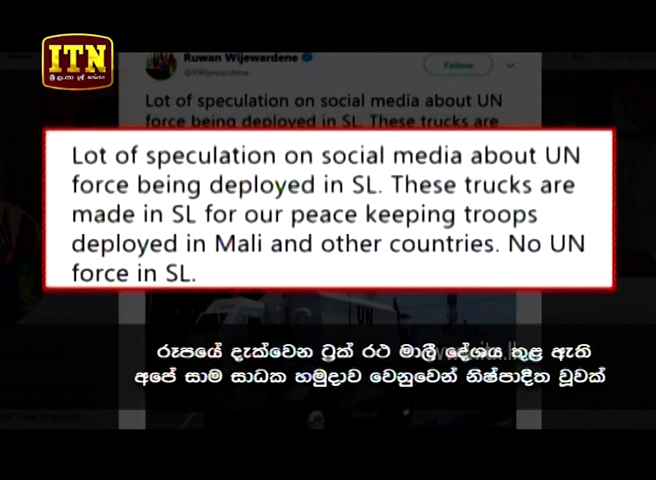 ITN
Ruwan Wijewardene
@RWijewardene
Follow
Lot of speculation on social media about UN
force being deployed in SL. These trucks are
Lot of speculation on social media about UN
force being deployed in SL. These trucks are
made in SL for our peace keeping troops
deployed in Mali and other countries. No UN
force in SL.
UN
රූපයේ දැක්වෙන ට්‍රක් රථ මාලි දේශය තුළ ඇති
අපේ සාම සාධක හමුදාව වෙනුවෙන් නිෂ්පාදිත වූවක්